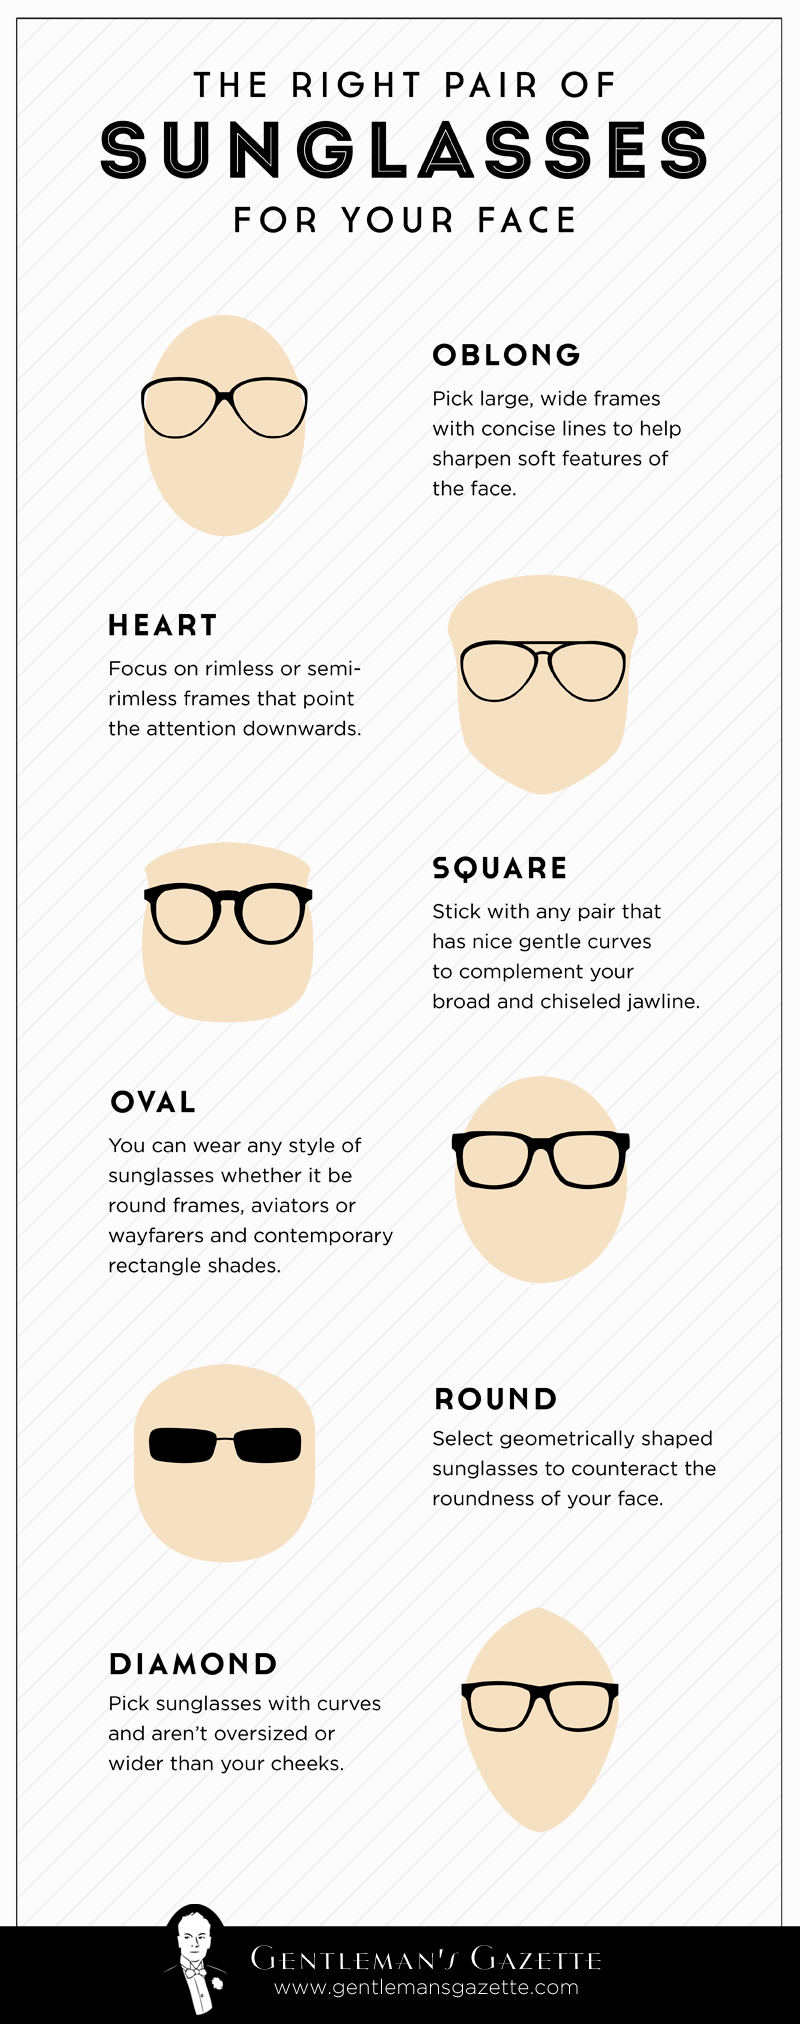 THE RIGHT PAIR OF
SUNGLASSES
FOR YOUR FACE
OBLONG
Pick large, wide frames
with concise lines to help
sharpen soft features of
the face.
HEART
Focus on rimless or semi-
rimless frames that point
the attention downwards.
SQUARE
Stick with any pair that
has nice gentle curves
to complement your
broad and chiseled jawline.
OVAL
You can wear any style of
sunglasses whether it be
round frames, aviators or
wayfarers and contemporary
rectangle shades.
ROUND
Select geometrically shaped
sunglasses to counteract the
roundness of your face.
DIAMOND
Pick sunglasses with curves
and aren't oversized or
wider than your cheeks.
GENTLEMAN'S GAZETTE
www.gentlemansgazette.com